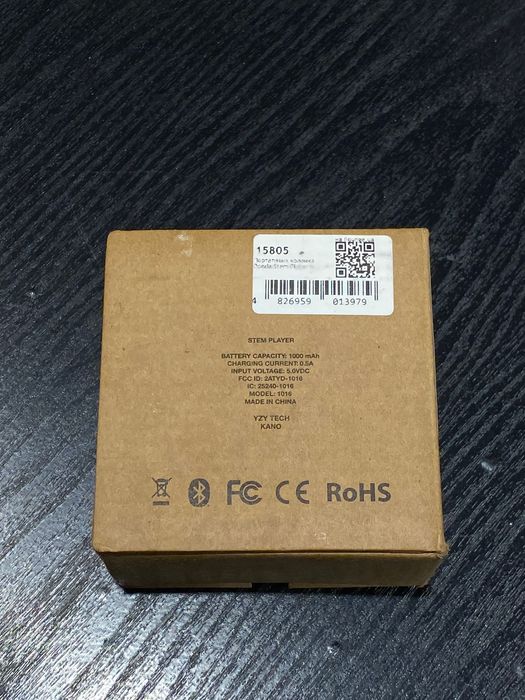 15805
4 826959 013979
STEM PLAYER
BATTERY CAPACITY: 1000 mAh
CHARGING CURRENT: 0.5A
INPUT VOLTAGE: 5.0VDC
FCC ID: 2ATYD-1016
IC: 25240-1016
MODEL: 1016
MADE IN CHINA
YZY TECH
KANO
FC CE RoHS